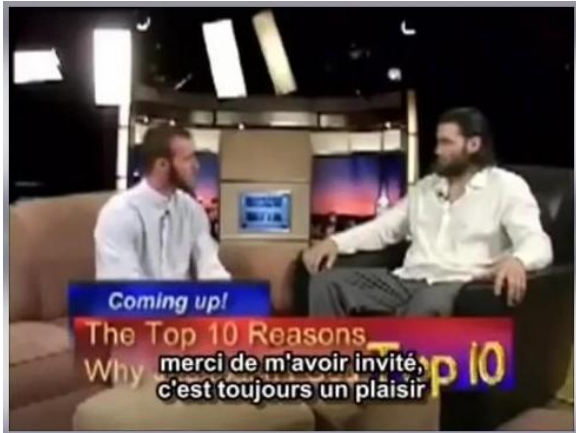 Coming up!
The Top 10 Reasons
Why
Top 10
merci de m'avoir invité,
c'est toujours un plaisir